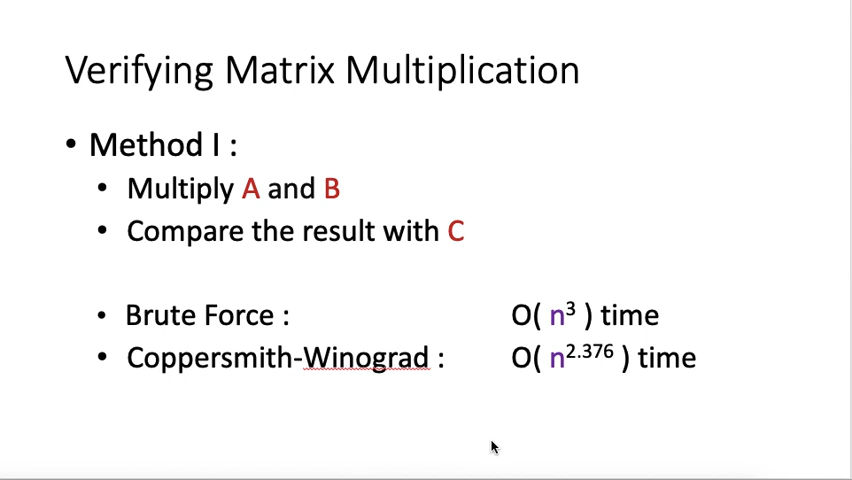 Verifying Matrix Multiplication
• Method I :
• Multiply A and B
• Compare the result with C
• Brute Force : O( n³ ) time
• Coppersmith-Winograd : O( n²·³⁷⁶ ) time